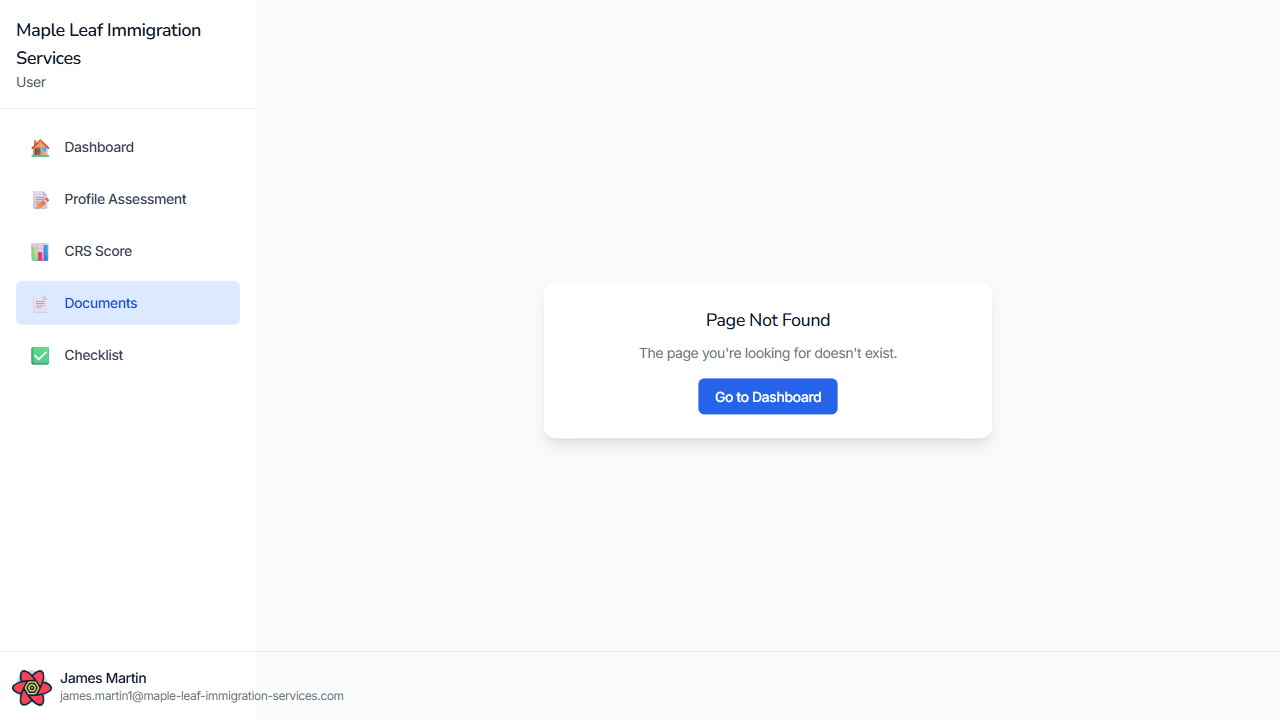 Maple Leaf Immigration
Services
User
Dashboard
Profile Assessment
CRS Score
Documents
Checklist
Page Not Found
The page you're looking for doesn't exist.
Go to Dashboard
James Martin
james.martin1@maple-leaf-immigration-services.com